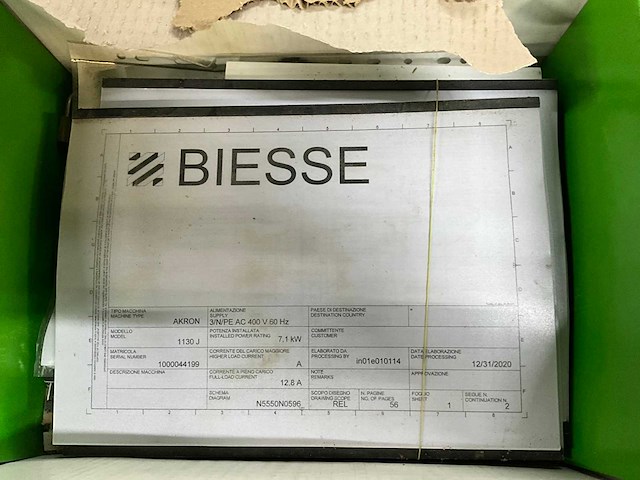 BIESSE
TIPO MACCHINA
MACHINE TYPE
AKRON
ALIMENTAZIONE
SUPPLY
3/N/PE AC 400 V 60 Hz
PAESE DI DESTINAZIONE
DESTINATION COUNTRY
MODELLO
MODEL
1130 J
POTENZA INSTALLATA
INSTALLED POWER RATING
7.1 kW
COMMITTENTE
CUSTOMER
MATRICOLA
SERIAL NUMBER
1000044199
CORRENTE DEL CARICO MAGGIORE
HIGHER LOAD CURRENT
A
ELABORATO DA
PROCESSING BY
in01e010114
DATA ELABORAZIONE
DATE PROCESSING
12/31/2020
DESCRIZIONE MACCHINA
CORRENTE A PIENO CARICO
FULL-LOAD CURRENT
12.8 A
NOTE
REMARKS
APPROVAZIONE
SCHEMA
DIAGRAM
N5550N0596
SCOPO DISEGNO
DRAWING SCOPE
REL
N. PAGINE
NO. OF PAGES
56
FOGLIO
SHEET
1
SEGUE N.
CONTINUATION N.
2